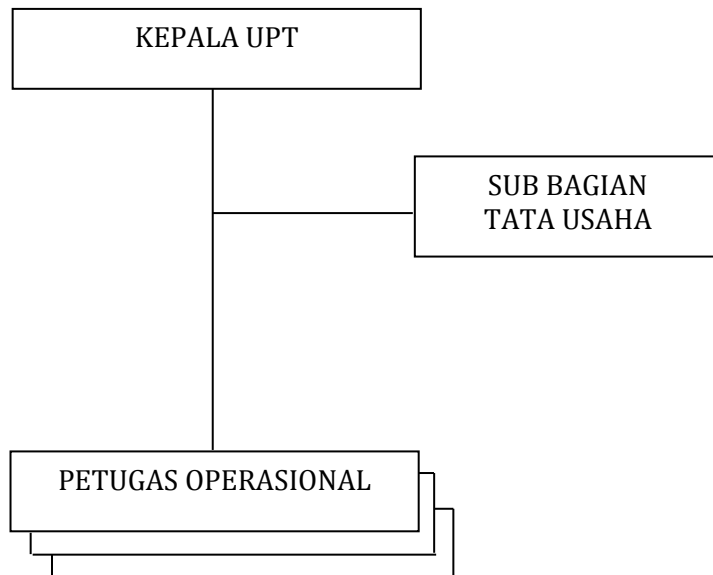 KEPALA UPT
SUB BAGIAN
TATA USAHA
PETUGAS OPERASIONAL